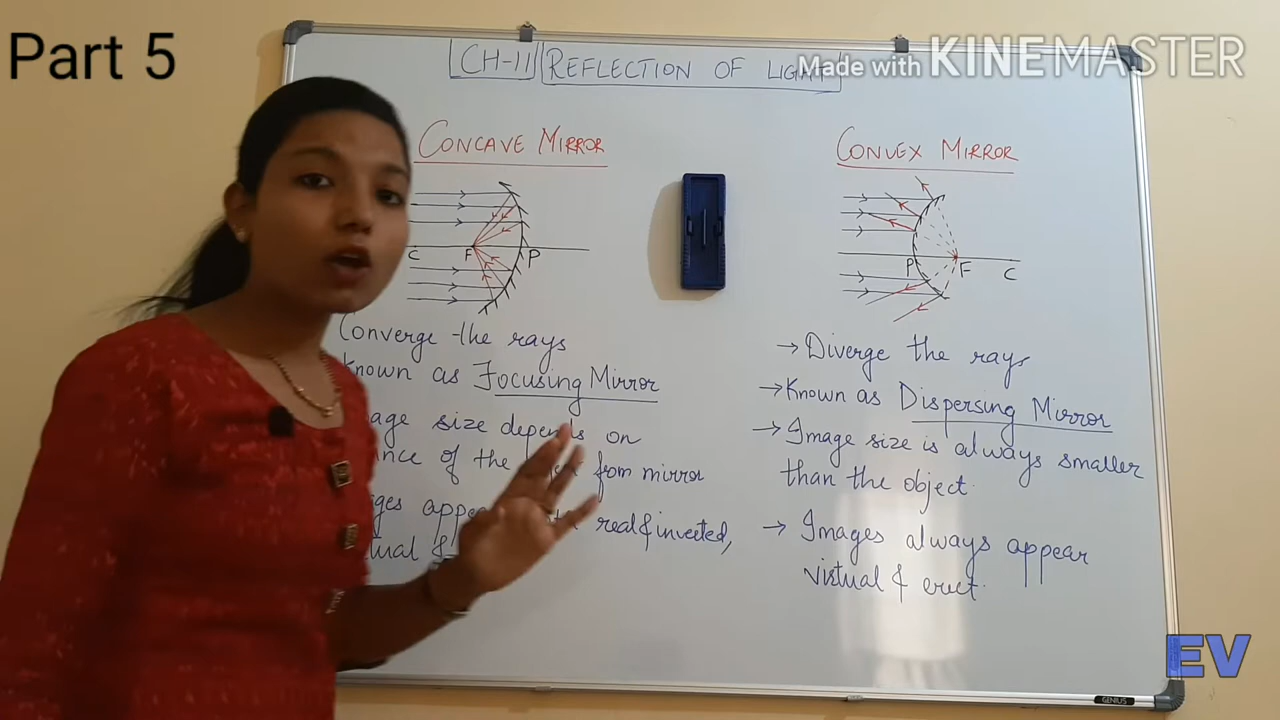 Part 5
Made with KINEMASTER
CH-11 REFLECTION OF LIGHT
CONCAVE MIRROR
C F P
Converge the rays
Known as Focusing Mirror
size depends on
of the from mirror
real & inverted,
CONVEX MIRROR
P F C
→ Diverge the rays
→ Known as Dispersing Mirror
→ Image size is always smaller
than the object.
→ Images always appear
virtual & erect.
EV
GENIUS